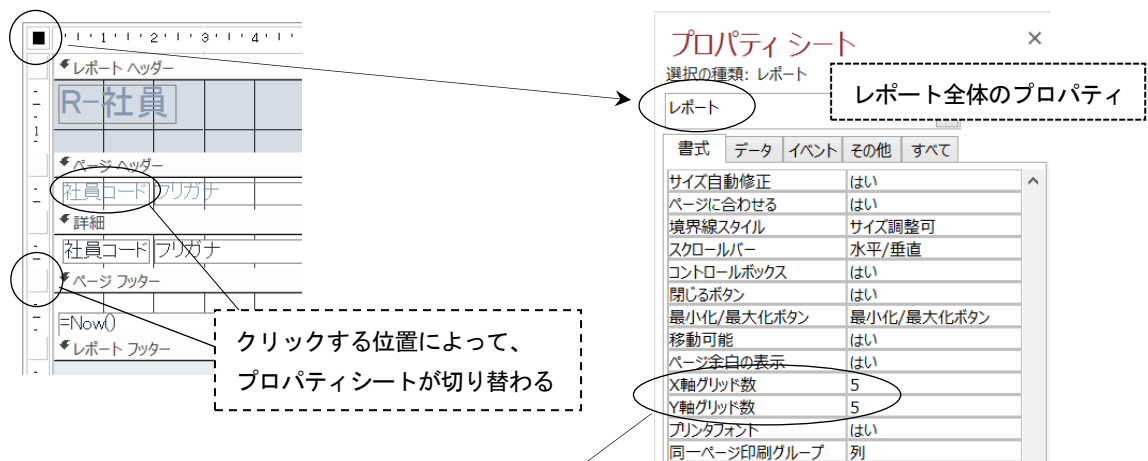 1 2 3 4
レポート ヘッダー
R-社員
1
ページ ヘッダー
社員コード フリガナ
詳細
社員コード フリガナ
ページ フッター
=Now()
レポート フッター
クリックする位置によって、
プロパティシートが切り替わる
プロパティ シート ×
選択の種類: レポート
レポート
レポート全体のプロパティ
書式 データ イベント その他 すべて
サイズ自動修正 はい
ページに合わせる はい
境界線スタイル サイズ調整可
スクロールバー 水平/垂直
コントロールボックス はい
閉じるボタン はい
最小化/最大化ボタン 最小化/最大化ボタン
移動可能 はい
ページ余白の表示 はい
X軸グリッド数 5
Y軸グリッド数 5
プリンタフォント はい
同一ページ印刷グループ 列